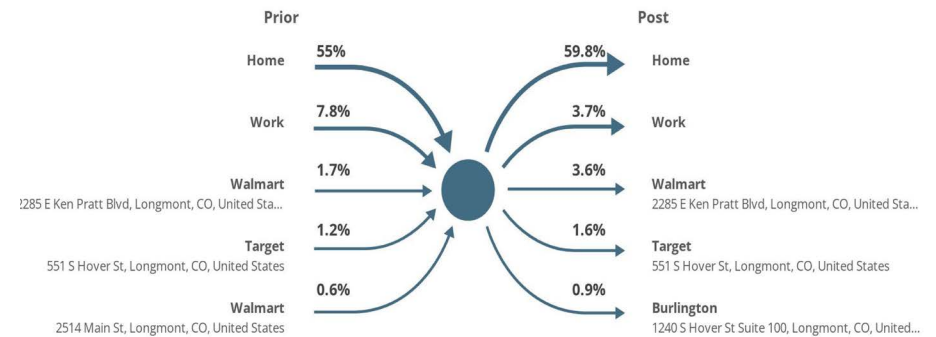 Prior
Post
55%
59.8%
Home
Home
7.8%
3.7%
Work
Work
1.7%
3.6%
Walmart
Walmart
2285 E Ken Pratt Blvd, Longmont, CO, United Sta...
2285 E Ken Pratt Blvd, Longmont, CO, United Sta...
1.2%
1.6%
Target
Target
551 S Hover St, Longmont, CO, United States
551 S Hover St, Longmont, CO, United States
0.6%
0.9%
Walmart
Burlington
2514 Main St, Longmont, CO, United States
1240 S Hover St Suite 100, Longmont, CO, United...